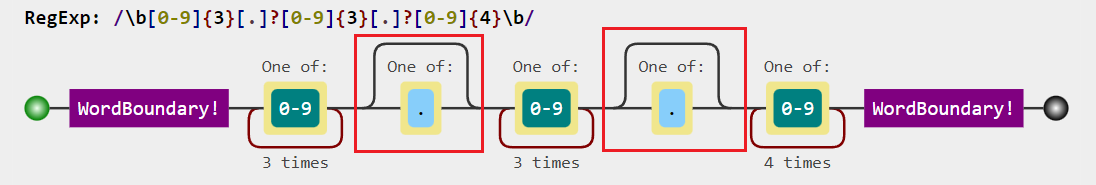 RegExp: /\b[0-9]{3}[.]?[0-9]{3}[.]?[0-9]{4}\b/
One of: One of: One of: One of: One of:
WordBoundary! 0-9 . 0-9 . 0-9 WordBoundary!
3 times 3 times 4 times